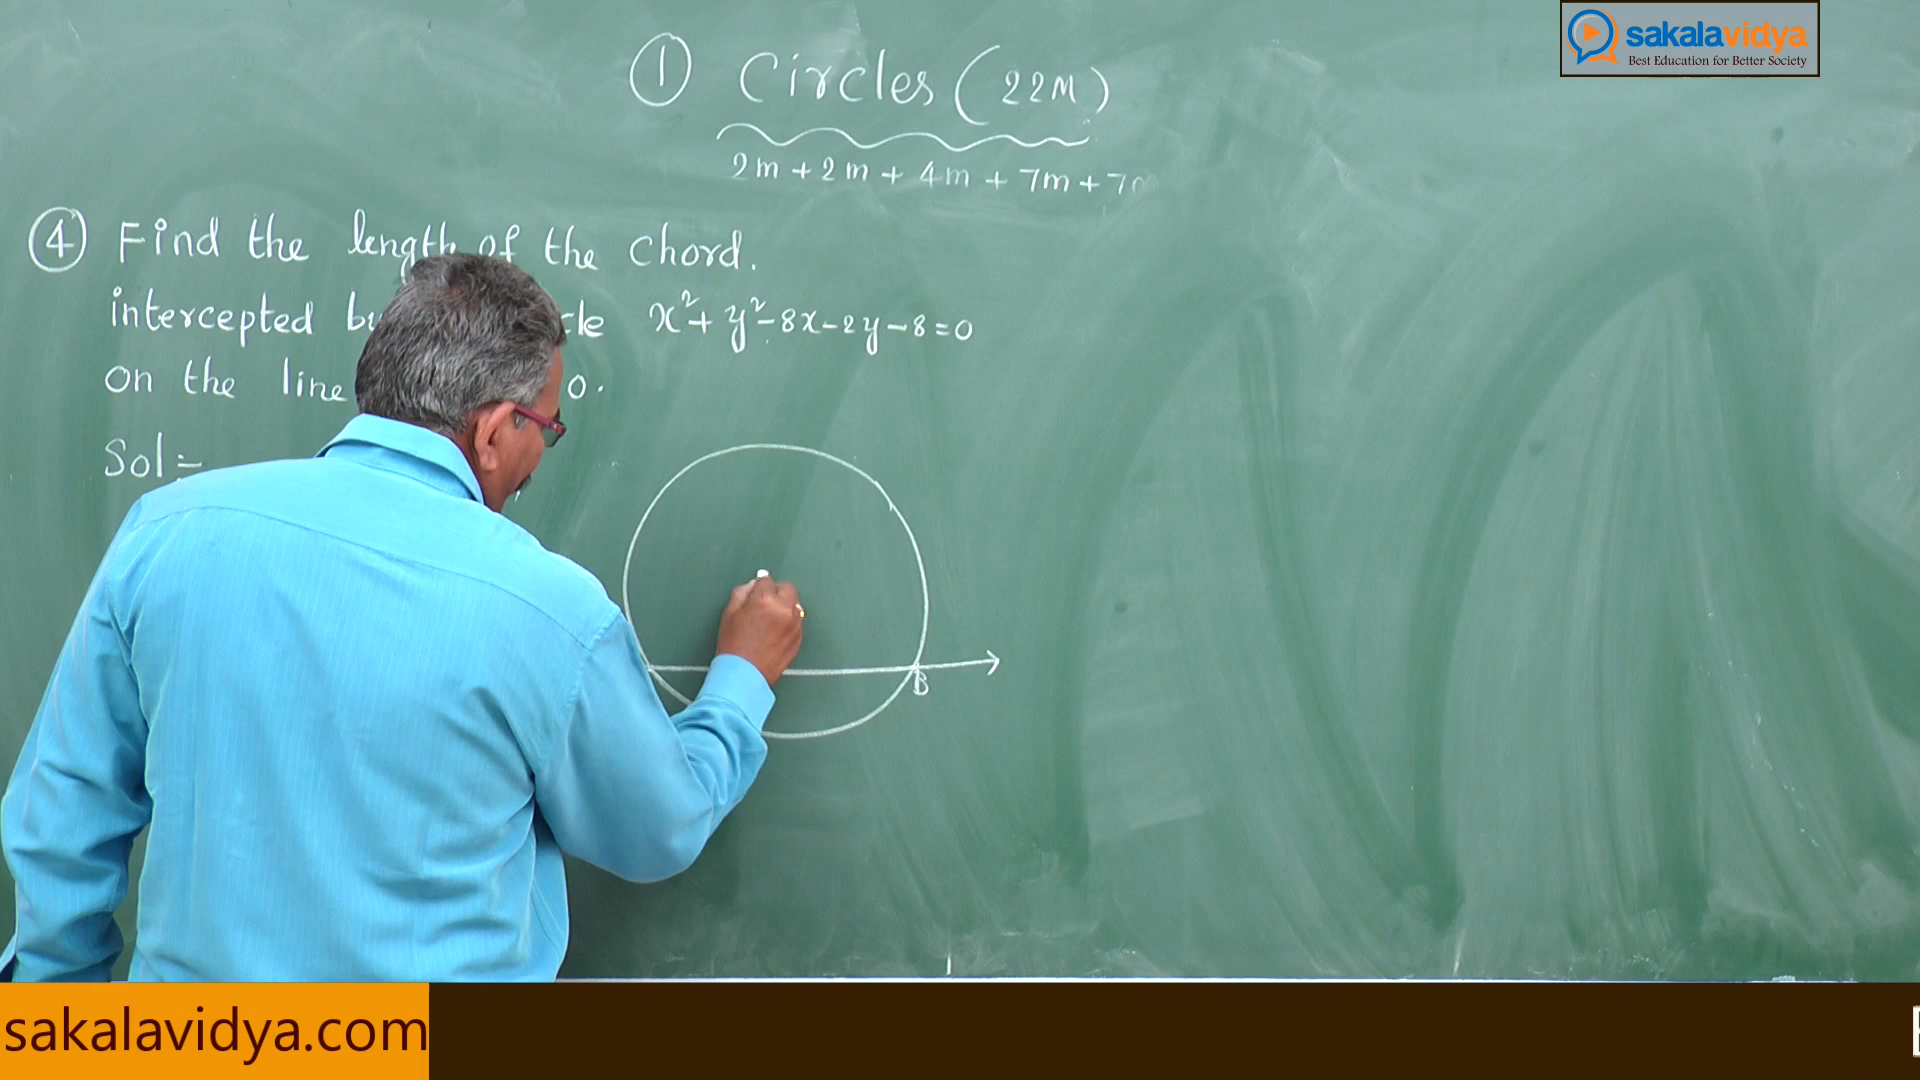 sakalavidya
Best Education for Better Society
① Circles (22M)
2m + 2m + 4m + 7m + 7
④ Find the length of the chord.
intercepted x²+y²-8x-2y-8=0
on the line 0.
Sol:-
B
sakalavidya.com